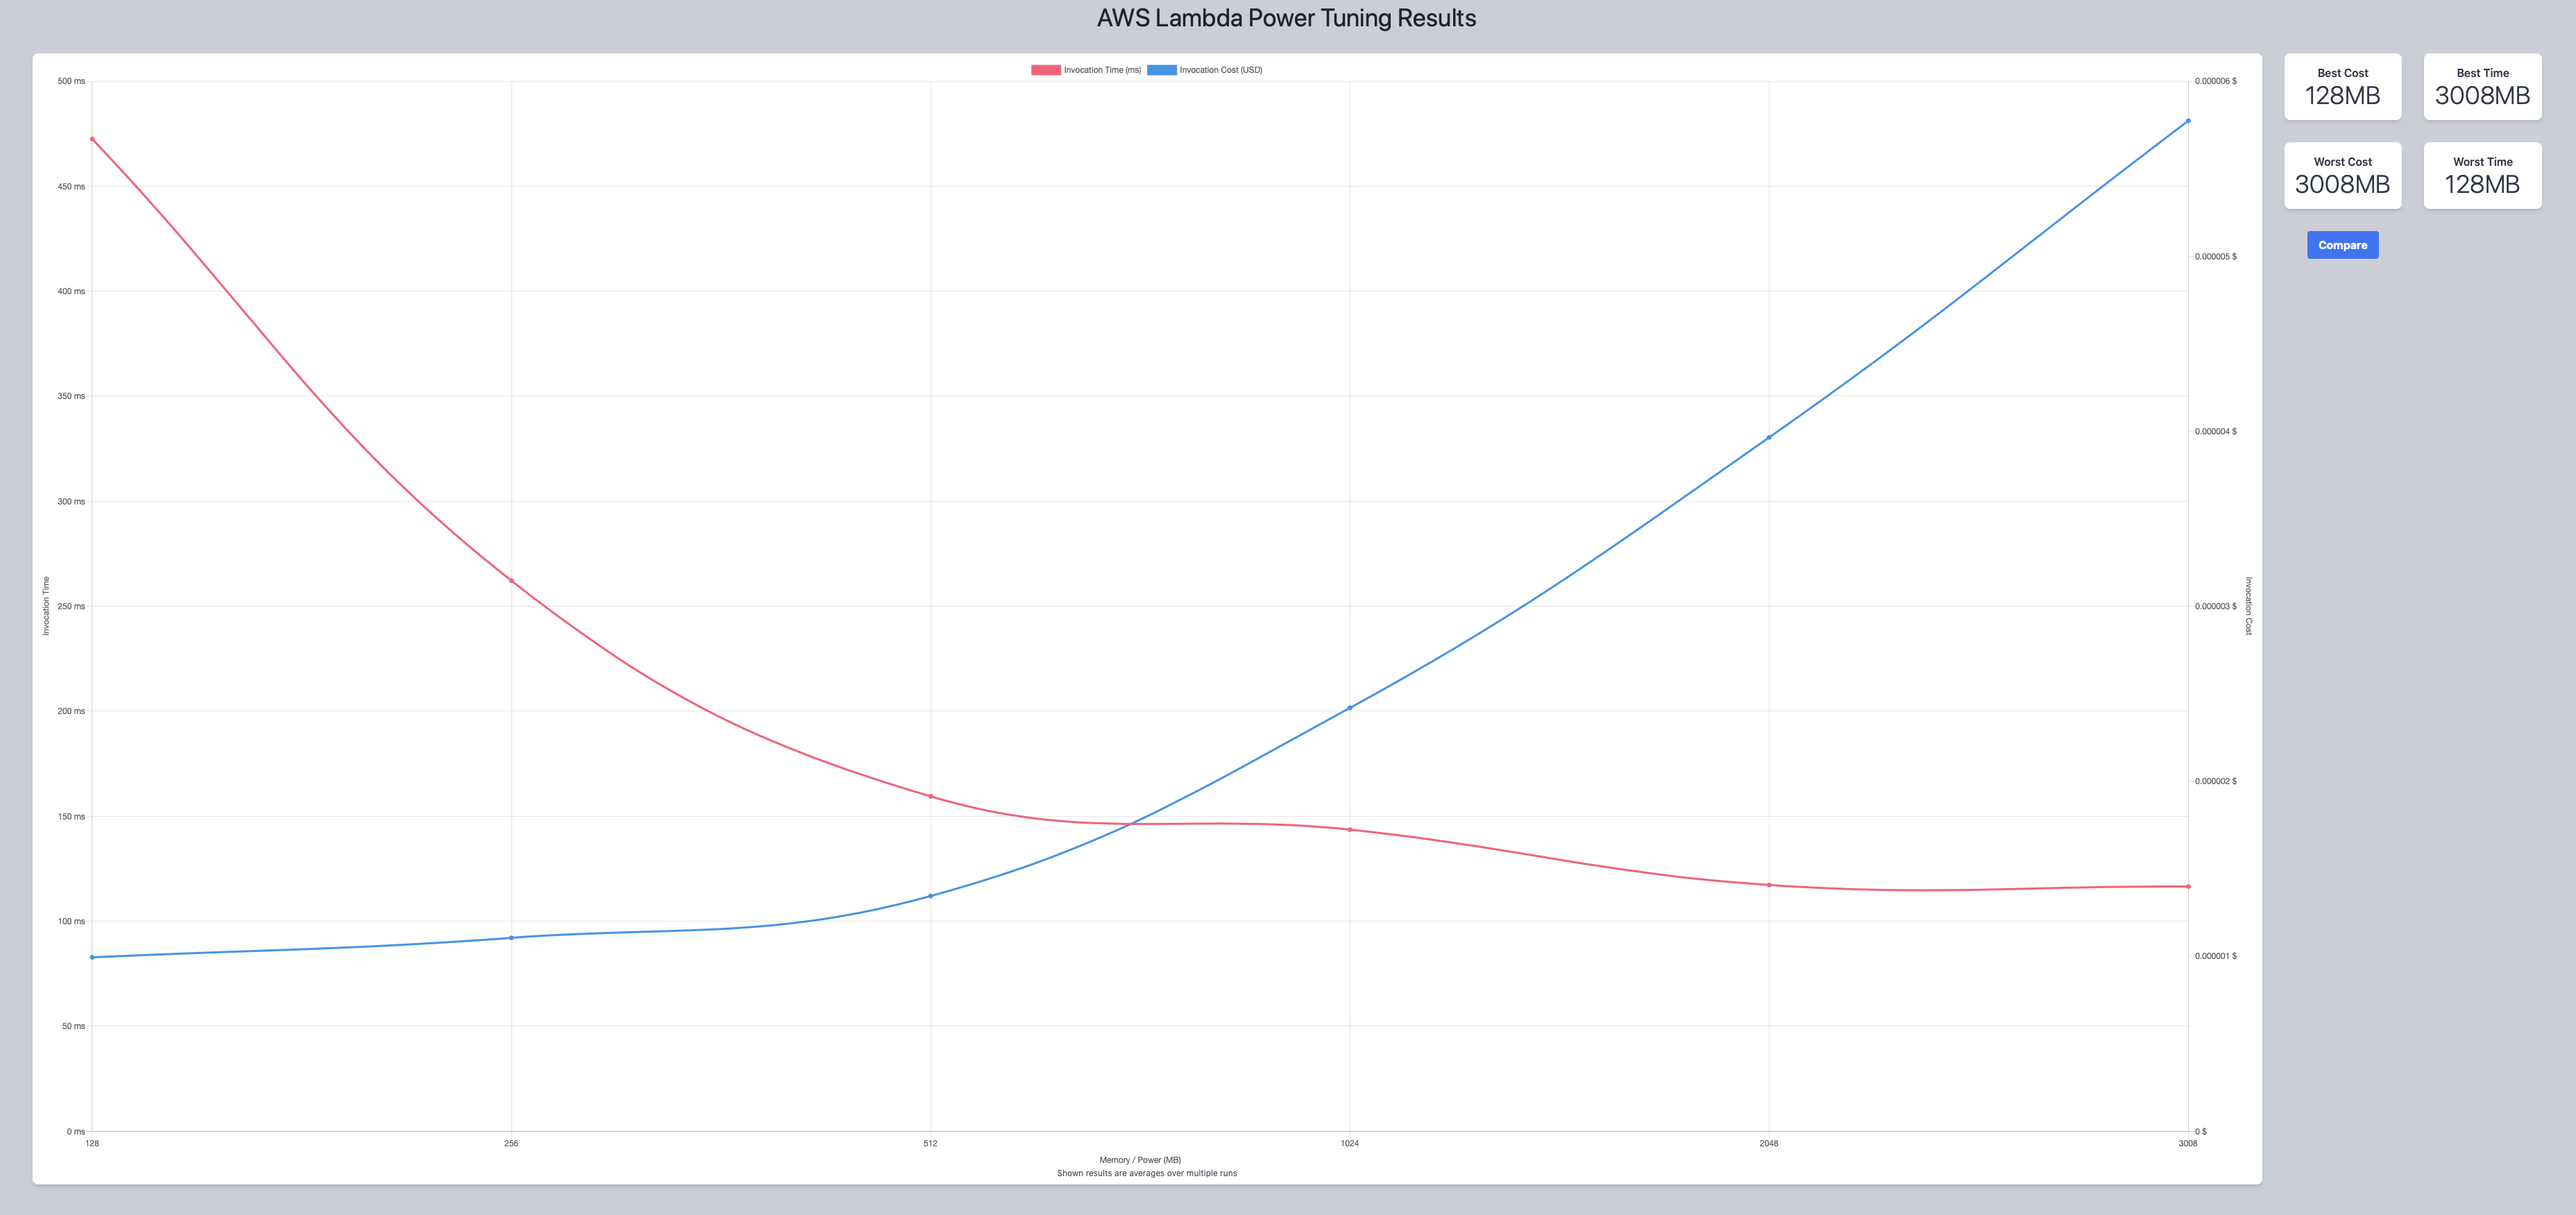 AWS Lambda Power Tuning Results
Invocation Time (ms)
Invocation Cost (USD)
500 ms
450 ms
400 ms
350 ms
300 ms
250 ms
200 ms
150 ms
100 ms
50 ms
0 ms
Invocation Time
0.000006 $
0.000005 $
0.000004 $
0.000003 $
0.000002 $
0.000001 $
0 $
Invocation Cost
128
256
512
1024
2048
3008
Memory / Power (MB)
Shown results are averages over multiple runs
Best Cost
128MB
Best Time
3008MB
Worst Cost
3008MB
Worst Time
128MB
Compare